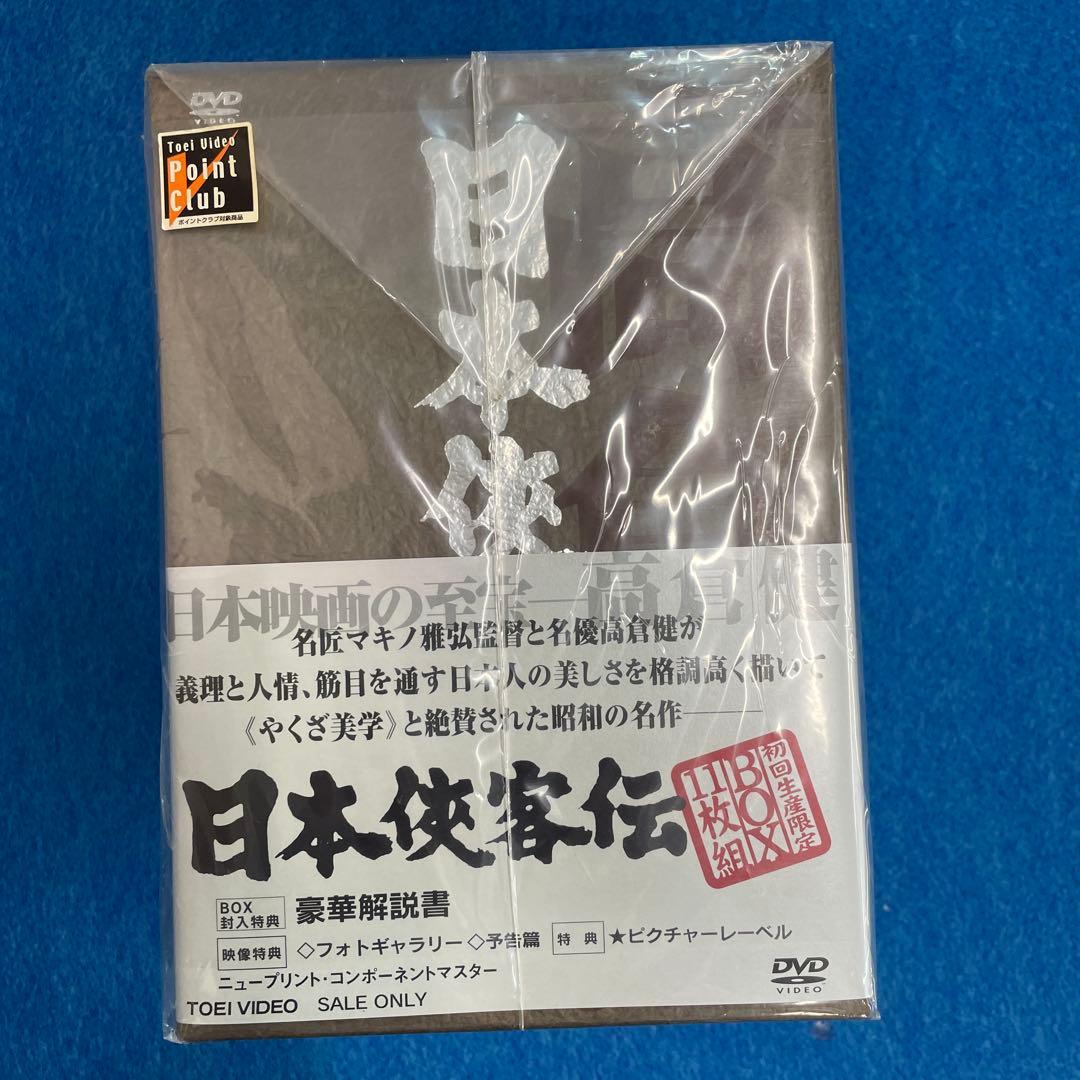 DVD
VIDEO
Toei Video
Point
Club
ポイントクラブ対象商品
日本侠
日本映画の至宝―高倉健
名匠マキノ雅弘監督と名優高倉健が
義理と人情、筋目を通す日本人の美しさを格調高く描いて
《やくざ美学》と絶賛された昭和の名作――
日本侠客伝
初回生産限定
BOX
11枚組
BOX
封入特典
豪華解説書
映像特典 ◇フォトギャラリー ◇予告篇 特典 ★ピクチャーレーベル
ニュープリント・コンポーネントマスター
TOEI VIDEO SALE ONLY
DVD
VIDEO